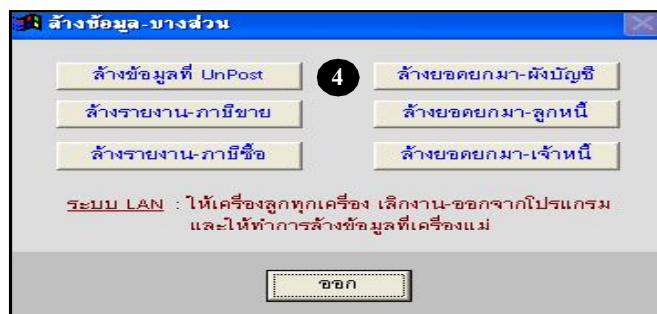 ล้างข้อมูล-บางส่วน
ล้างข้อมูลที่ UnPost
4
ล้างยอดยกมา-ผังบัญชี
ล้างรายงาน-ภาษีขาย
ล้างยอดยกมา-ลูกหนี้
ล้างรายงาน-ภาษีซื้อ
ล้างยอดยกมา-เจ้าหนี้
ระบบ LAN : ให้เครื่องลูกทุกเครื่อง เลิกงาน-ออกจากโปรแกรม
และให้ทำการล้างข้อมูลที่เครื่องแม่
ออก